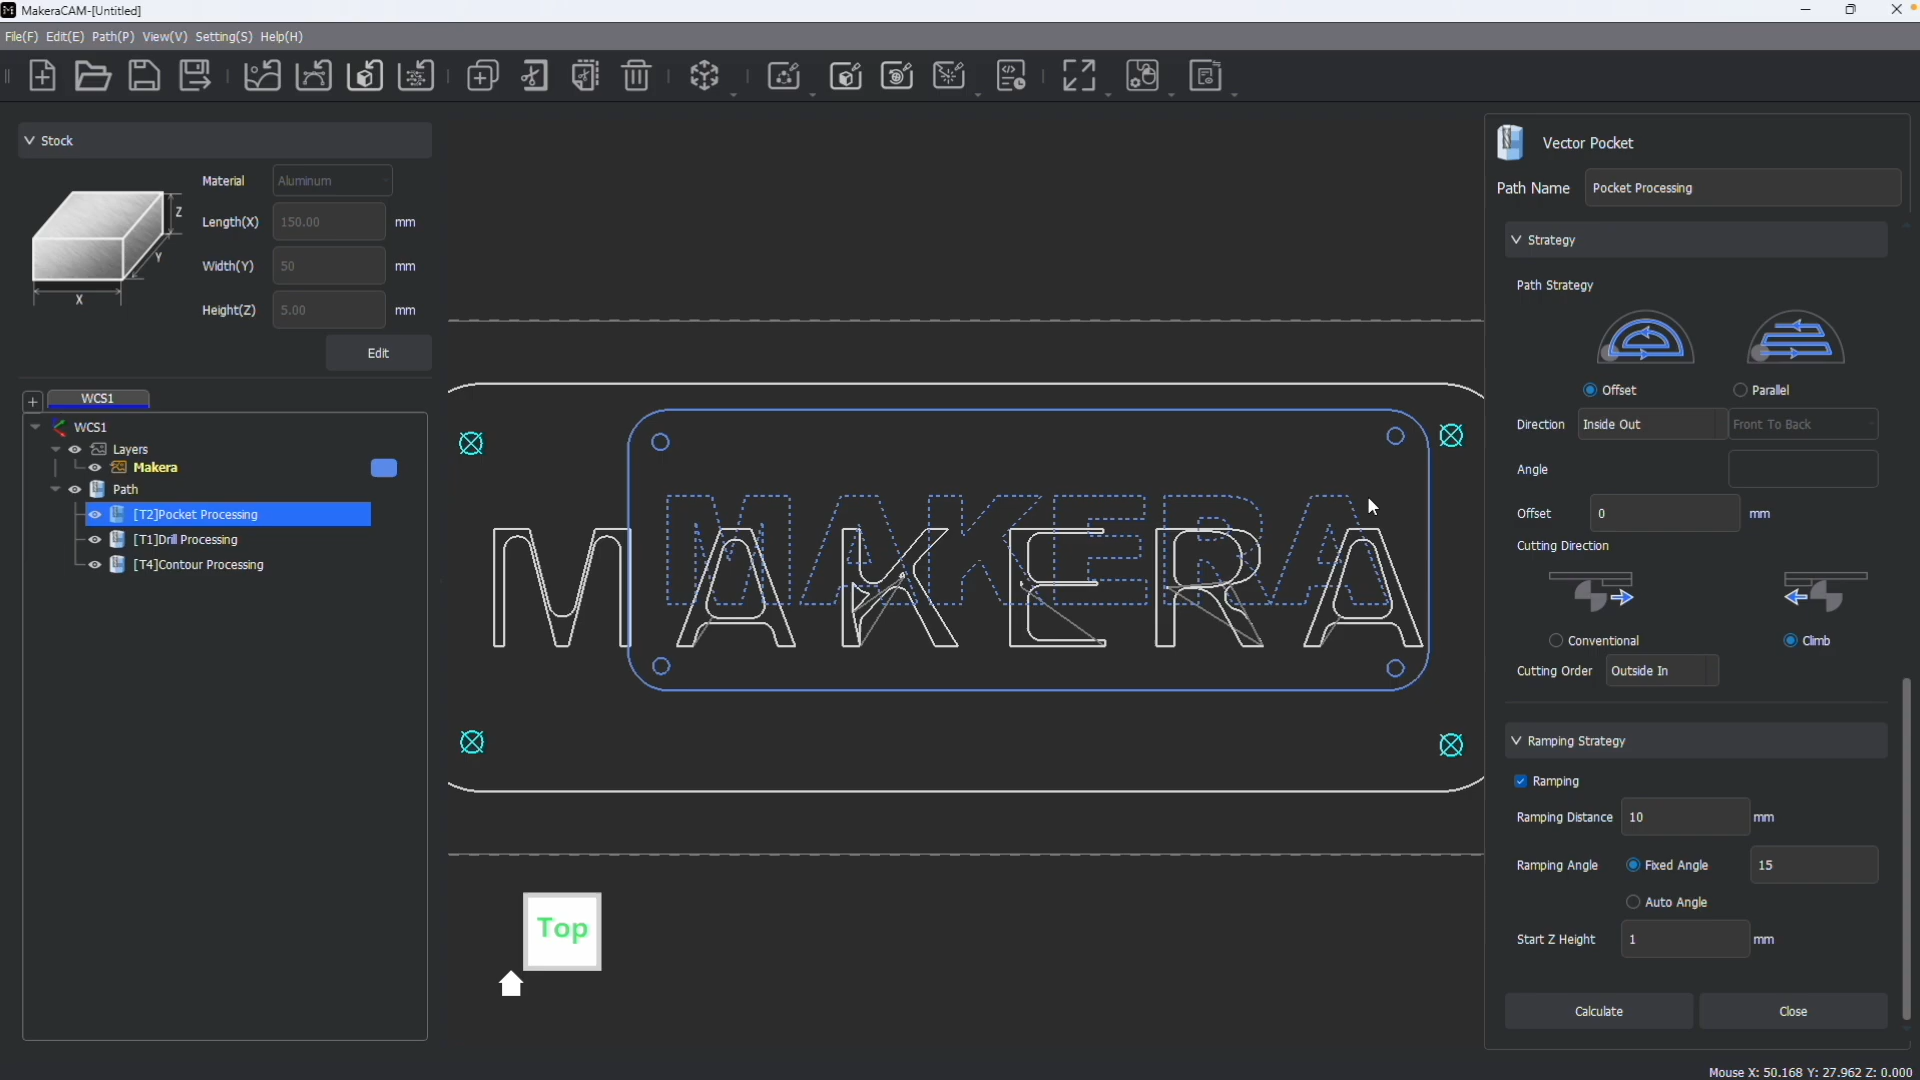 MakeraCAM-[Untitled]
File(F) Edit(E) Path(P) View(V) Setting(S) Help(H)
Stock
Material Aluminum
Length(X) 150.00 mm
Width(Y) 50 mm
Height(Z) 5.00 mm
Z
Y
X
Edit
+ WCS1
WCS1
Layers
Makera
Path
[T2]Pocket Processing
[T1]Drill Processing
[T4]Contour Processing
MAKERA
MAKERA
Top
Vector Pocket
Path Name Pocket Processing
Strategy
Path Strategy
Offset Parallel
Direction Inside Out Front To Back
Angle
Offset 0 mm
Cutting Direction
Conventional Climb
Cutting Order Outside In
Ramping Strategy
Ramping
Ramping Distance 10 mm
Ramping Angle Fixed Angle 15
Auto Angle
Start Z Height 1 mm
Calculate Close
Mouse X: 50.168 Y: 27.962 Z: 0.000